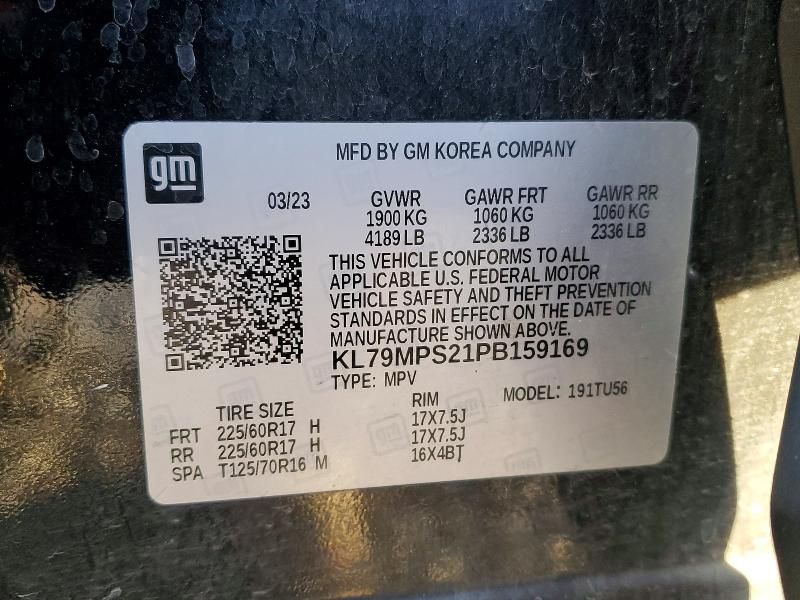 gm
MFD BY GM KOREA COMPANY
03/23 GVWR GAWR FRT GAWR RR
1900 KG 1060 KG 1060 KG
4189 LB 2336 LB 2336 LB
THIS VEHICLE CONFORMS TO ALL
APPLICABLE U.S. FEDERAL MOTOR
VEHICLE SAFETY AND THEFT PREVENTION
STANDARDS IN EFFECT ON THE DATE OF
MANUFACTURE SHOWN ABOVE.
KL79MPS21PB159169
TYPE: MPV MODEL: 191TU56
TIRE SIZE RIM
FRT 225/60R17 H 17X7.5J
RR 225/60R17 H 17X7.5J
SPA T125/70R16 M 16X4BT